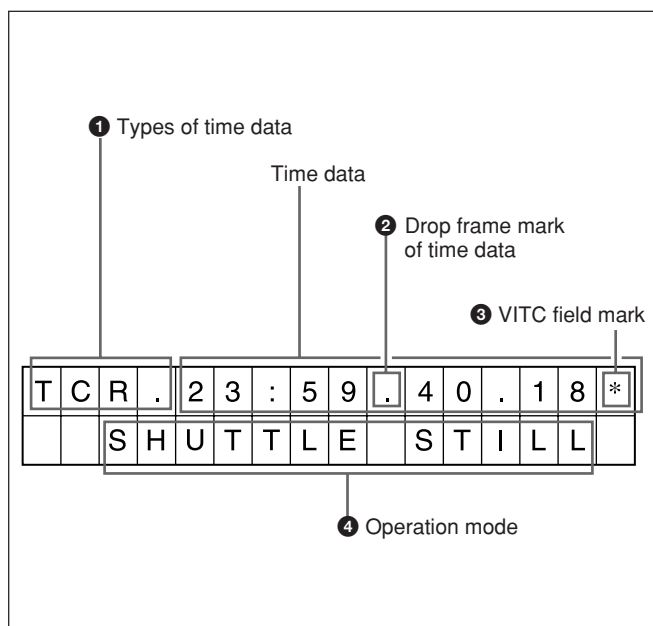 ❶ Types of time data
Time data
❷ Drop frame mark
of time data
❸ VITC field mark
TCR.23:59.40.18*
SHUTTLE STILL
❹ Operation mode